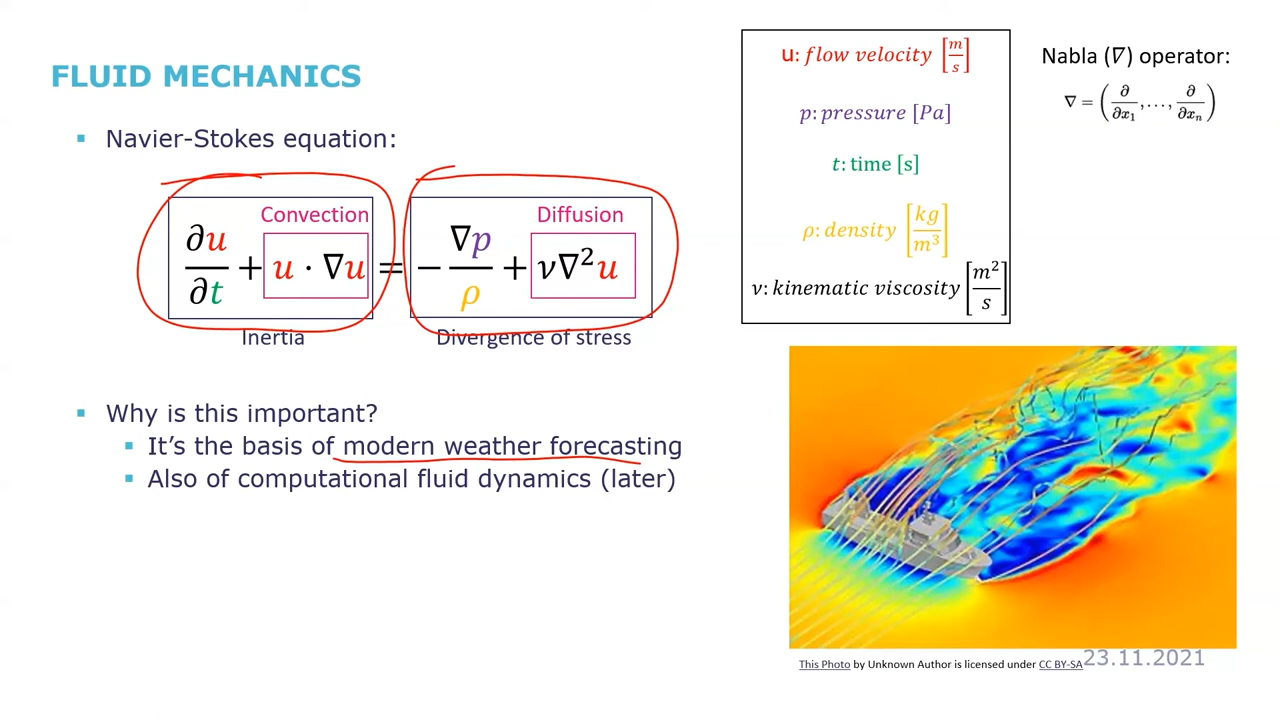 FLUID MECHANICS
▪ Navier-Stokes equation:
Convection
Diffusion
∂u/∂t + u · ∇u = − ∇p/ρ + ν∇²u
Inertia
Divergence of stress
▪ Why is this important?
▪ It’s the basis of modern weather forecasting
▪ Also of computational fluid dynamics (later)
u: flow velocity [m/s]
p: pressure [Pa]
t: time [s]
ρ: density [kg/m³]
ν: kinematic viscosity [m²/s]
Nabla (∇) operator:
∇ = (∂/∂x₁, . . . , ∂/∂xₙ)
This Photo by Unknown Author is licensed under CC BY-SA
23.11.2021